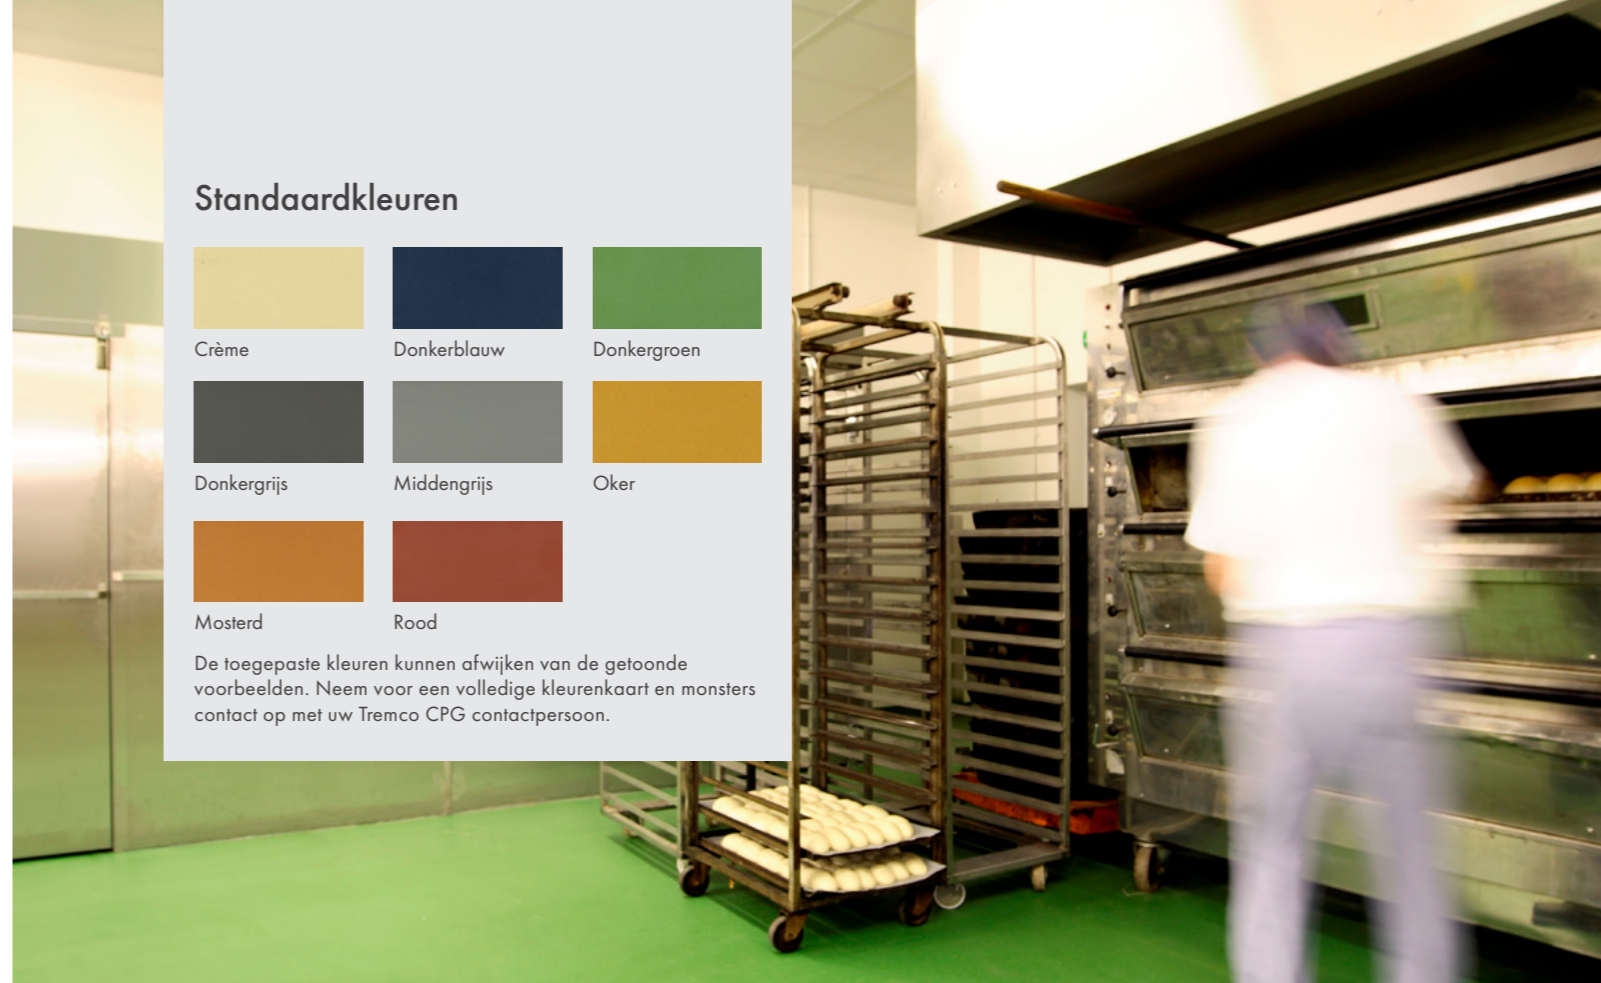 Standaardkleuren
Crème
Donkerblauw
Donkergroen
Donkergrijs
Middengrijs
Oker
Mosterd
Rood
De toegepaste kleuren kunnen afwijken van de getoonde
voorbeelden. Neem voor een volledige kleurenkaart en monsters
contact op met uw Tremco CPG contactpersoon.